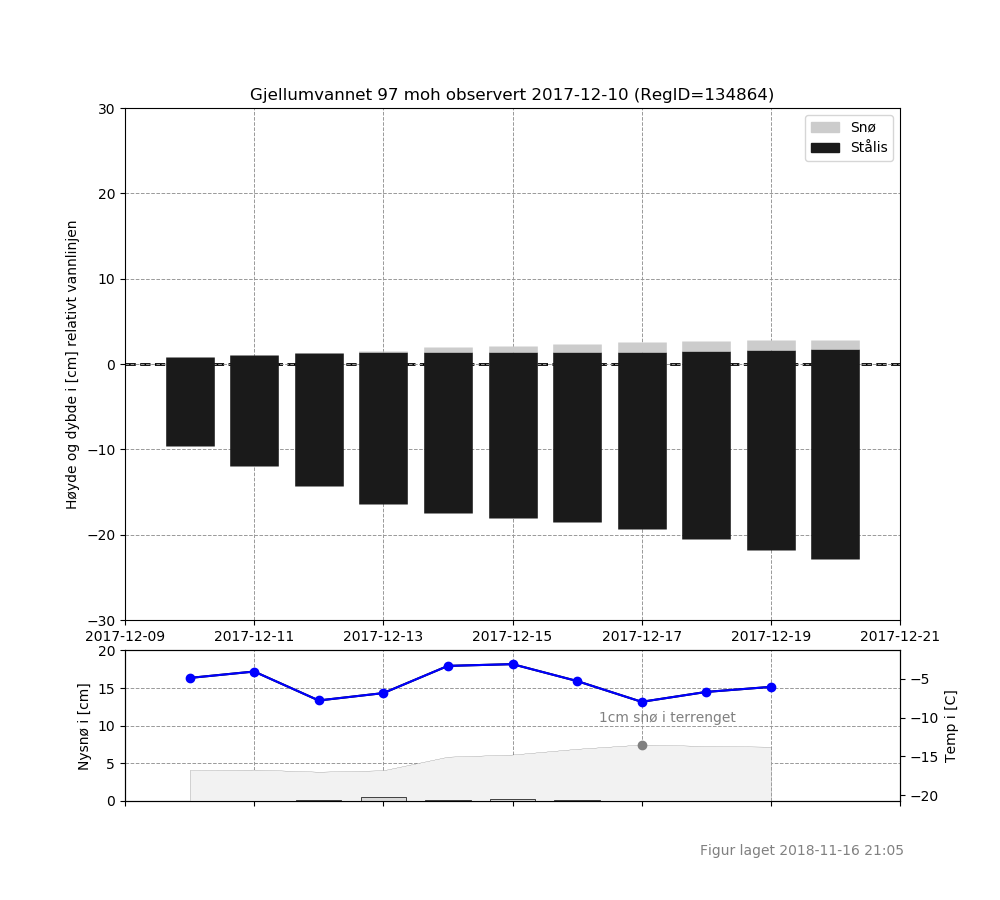 Gjellumvannet 97 moh observert 2017-12-10 (RegID=134864)
30
20
10
0
−10
−20
−30
Høyde og dybde i [cm] relativt vannlinjen
Snø
Stålis
2017-12-09 2017-12-11 2017-12-13 2017-12-15 2017-12-17 2017-12-19 2017-12-21
20
15
10
5
0
Nysnø i [cm]
1cm snø i terrenget
−5
−10
−15
−20
Temp i [C]
Figur laget 2018-11-16 21:05